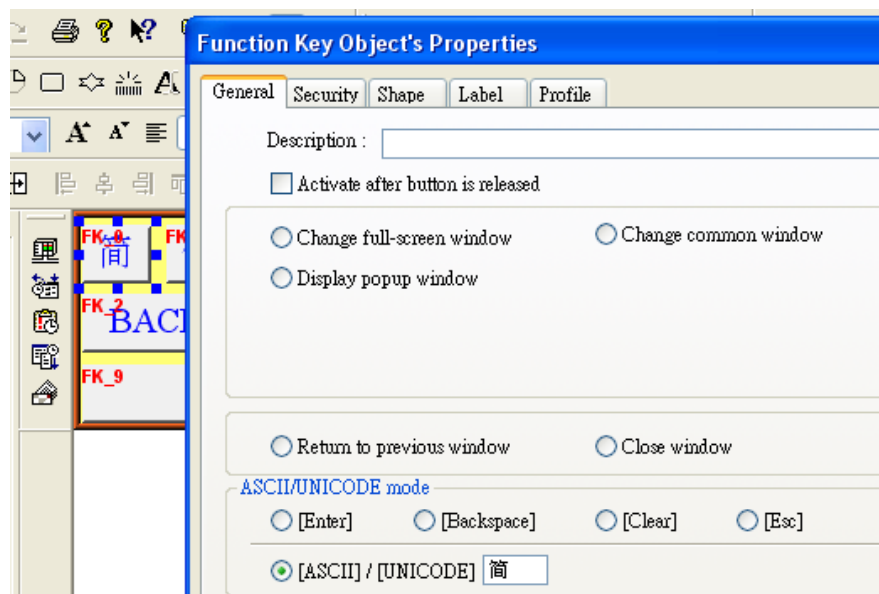 Function Key Object's Properties
General Security Shape Label Profile
Description :
Activate after button is released
Change full-screen window Change common window
Display popup window
Return to previous window Close window
ASCII/UNICODE mode
[Enter] [Backspace] [Clear] [Esc]
[ASCII] / [UNICODE] 简
FK_0 FK
简
FK_2
BACK
FK_9